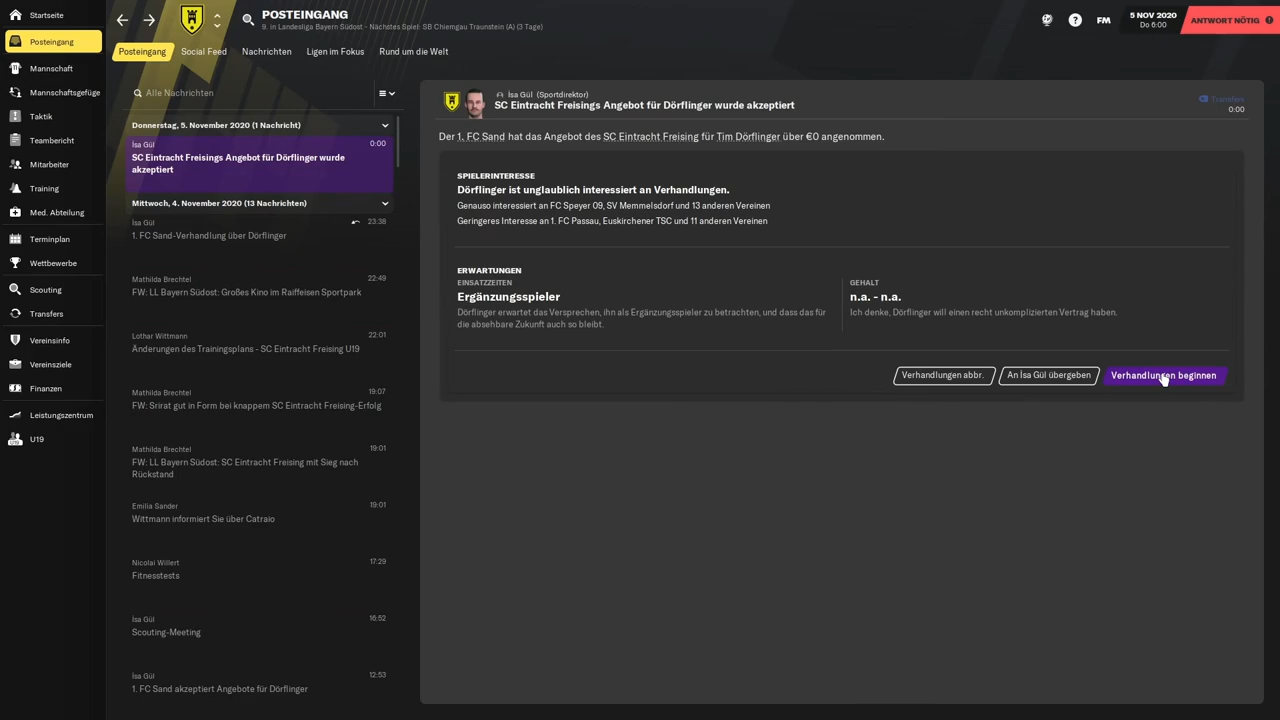 Startseite
Posteingang
Mannschaft
Mannschaftsgefüge
Taktik
Teambericht
Mitarbeiter
Training
Med. Abteilung
Terminplan
Wettbewerbe
Scouting
Transfers
Vereinsinfo
Vereinsziele
Finanzen
Leistungszentrum
U19
POSTEINGANG
9. in Landesliga Bayern Südost - Nächstes Spiel: SB Chiemgau Traunstein (A) (3 Tage)
FM
5 NOV 2020
Do 6:00
ANTWORT NÖTIG
Posteingang
Social Feed
Nachrichten
Ligen im Fokus
Rund um die Welt
Alle Nachrichten
Donnerstag, 5. November 2020 (1 Nachricht)
İsa Gül 0:00
SC Eintracht Freisings Angebot für Dörflinger wurde
akzeptiert
Mittwoch, 4. November 2020 (13 Nachrichten)
İsa Gül 23:38
1. FC Sand-Verhandlung über Dörflinger
Mathilda Brechtel 22:49
FW: LL Bayern Südost: Großes Kino im Raiffeisen Sportpark
Lothar Wittmann 22:01
Änderungen des Trainingsplans - SC Eintracht Freising U19
Mathilda Brechtel 19:07
FW: Srirat gut in Form bei knappem SC Eintracht Freising-Erfolg
Mathilda Brechtel 19:01
FW: LL Bayern Südost: SC Eintracht Freising mit Sieg nach
Rückstand
Emilia Sander 19:01
Wittmann informiert Sie über Catraio
Nicolai Willert 17:29
Fitnesstests
İsa Gül 16:52
Scouting-Meeting
İsa Gül 12:53
1. FC Sand akzeptiert Angebote für Dörflinger
İsa Gül (Sportdirektor)
SC Eintracht Freisings Angebot für Dörflinger wurde akzeptiert
Transfers
0:00
Der 1. FC Sand hat das Angebot des SC Eintracht Freising für Tim Dörflinger über €0 angenommen.
SPIELERINTERESSE
Dörflinger ist unglaublich interessiert an Verhandlungen.
Genauso interessiert an FC Speyer 09, SV Memmelsdorf und 13 anderen Vereinen
Geringeres Interesse an 1. FC Passau, Euskirchener TSC und 11 anderen Vereinen
ERWARTUNGEN
EINSATZZEITEN
Ergänzungsspieler
Dörflinger erwartet das Versprechen, ihn als Ergänzungsspieler zu betrachten, und dass das für
die absehbare Zukunft auch so bleibt.
GEHALT
n.a. - n.a.
Ich denke, Dörflinger will einen recht unkomplizierten Vertrag haben.
Verhandlungen abbr.
An İsa Gül übergeben
Verhandlungen beginnen